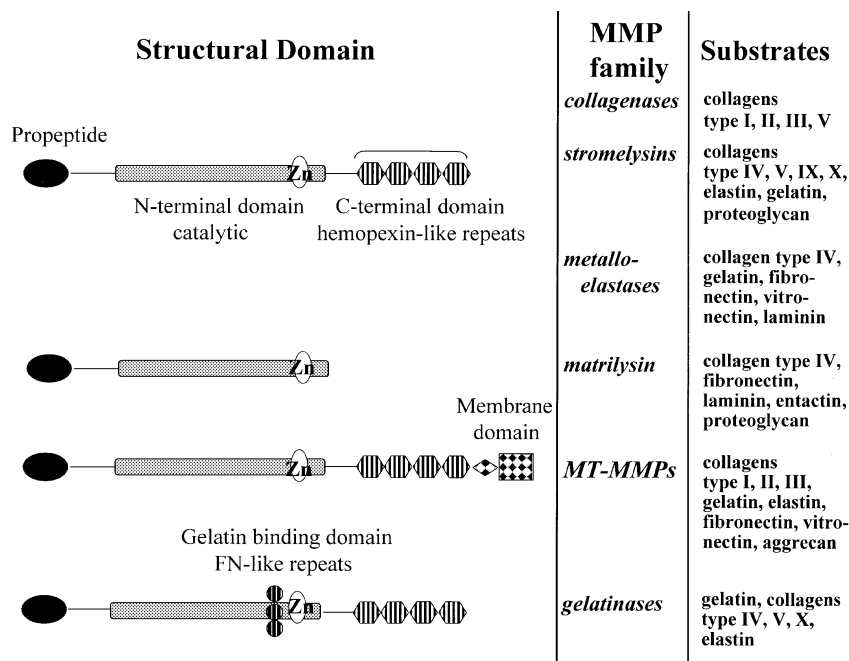 Structural Domain
MMP
family
Substrates
Propeptide
Zn
N-terminal domain
catalytic
C-terminal domain
hemopexin-like repeats
collagenases
collagens
type I, II, III, V
stromelysins
collagens
type IV, V, IX, X,
elastin, gelatin,
proteoglycan
metallo-
elastases
collagen type IV,
gelatin, fibro-
nectin, vitro-
nectin, laminin
Zn
matrilysin
collagen type IV,
fibronectin,
laminin, entactin,
proteoglycan
Membrane
domain
Zn
MT-MMPs
collagens
type I, II, III,
gelatin, elastin,
fibronectin, vitro-
nectin, aggrecan
Gelatin binding domain
FN-like repeats
Zn
gelatinases
gelatin, collagens
type IV, V, X,
elastin